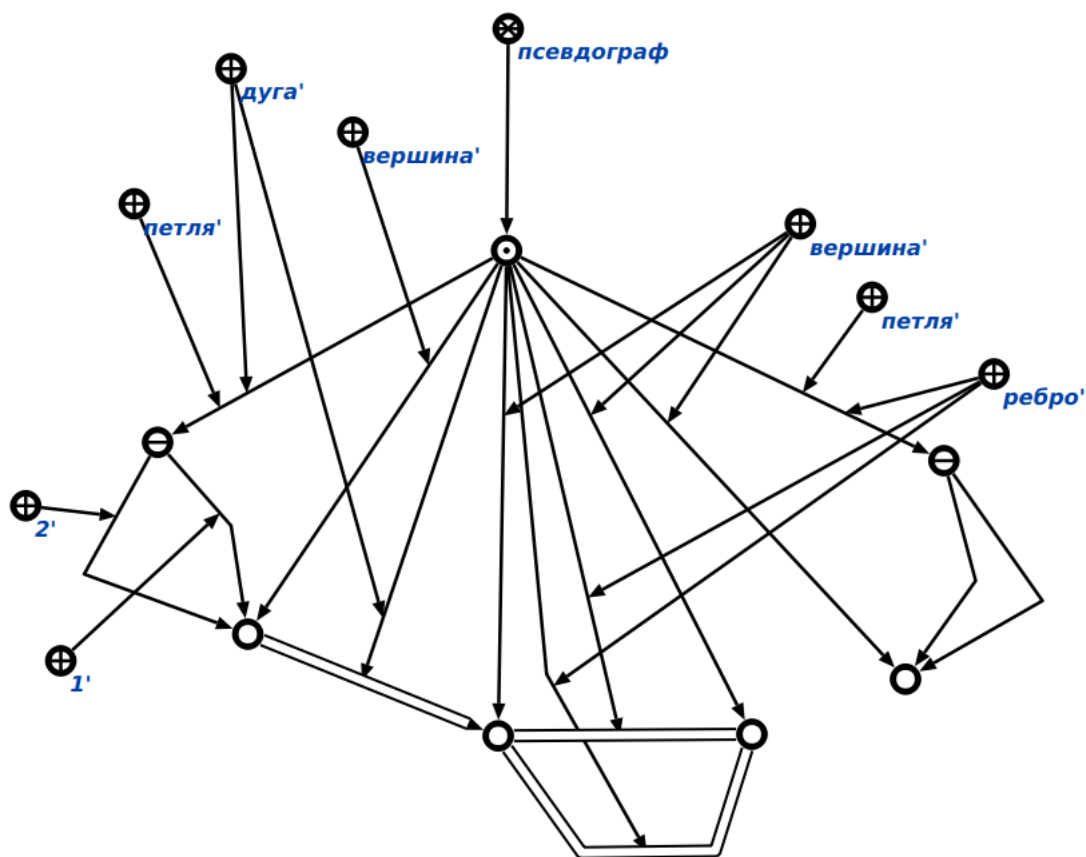 псевдограф
дуга'
вершина'
петля'
вершина'
петля'
ребро'
2'
1'